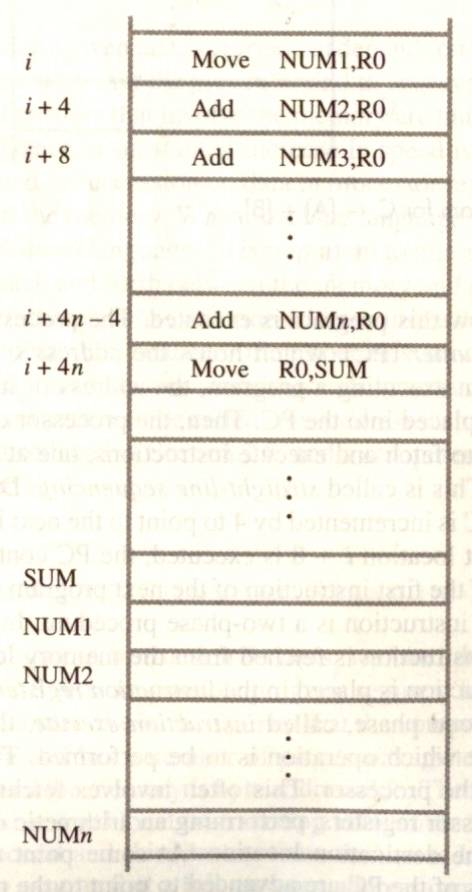 i Move NUM1,R0
i + 4 Add NUM2,R0
i + 8 Add NUM3,R0
i + 4n − 4 Add NUMn,R0
i + 4n Move R0,SUM
SUM
NUM1
NUM2
NUMn